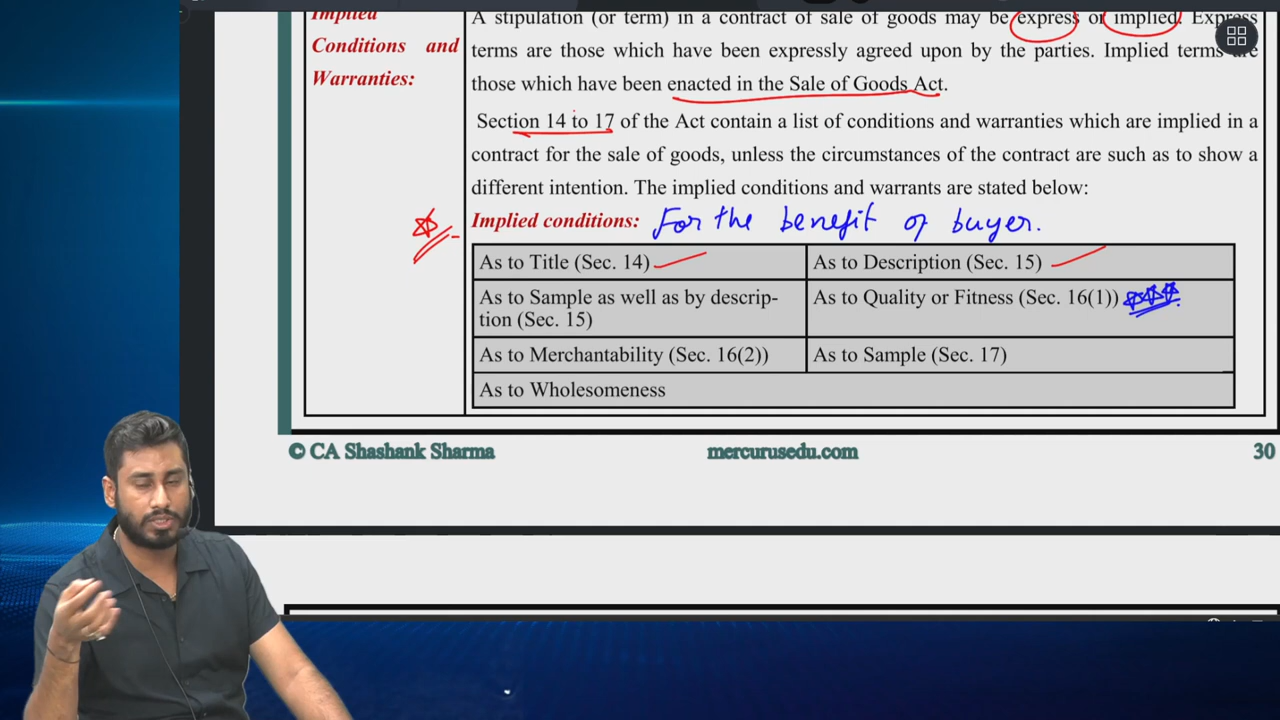 Implied
Conditions and
Warranties:
A stipulation (or term) in a contract of sale of goods may be express or implied. Express
terms are those which have been expressly agreed upon by the parties. Implied terms are
those which have been enacted in the Sale of Goods Act.
Section 14 to 17 of the Act contain a list of conditions and warranties which are implied in a
contract for the sale of goods, unless the circumstances of the contract are such as to show a
different intention. The implied conditions and warrants are stated below:
Implied conditions: For the benefit of buyer.
As to Title (Sec. 14) As to Description (Sec. 15)
As to Sample as well as by descrip-
tion (Sec. 15)
As to Quality or Fitness (Sec. 16(1))
As to Merchantability (Sec. 16(2)) As to Sample (Sec. 17)
As to Wholesomeness
© CA Shashank Sharma mercurusedu.com 30